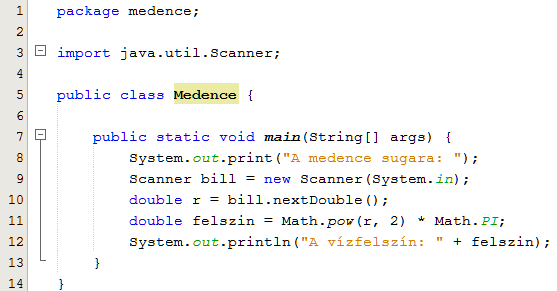 1 package medence;
2
3 import java.util.Scanner;
4
5 public class Medence {
6
7 public static void main(String[] args) {
8 System.out.print("A medence sugara: ");
9 Scanner bill = new Scanner(System.in);
10 double r = bill.nextDouble();
11 double felszin = Math.pow(r, 2) * Math.PI;
12 System.out.println("A vízfelszín: " + felszin);
13 }
14 }